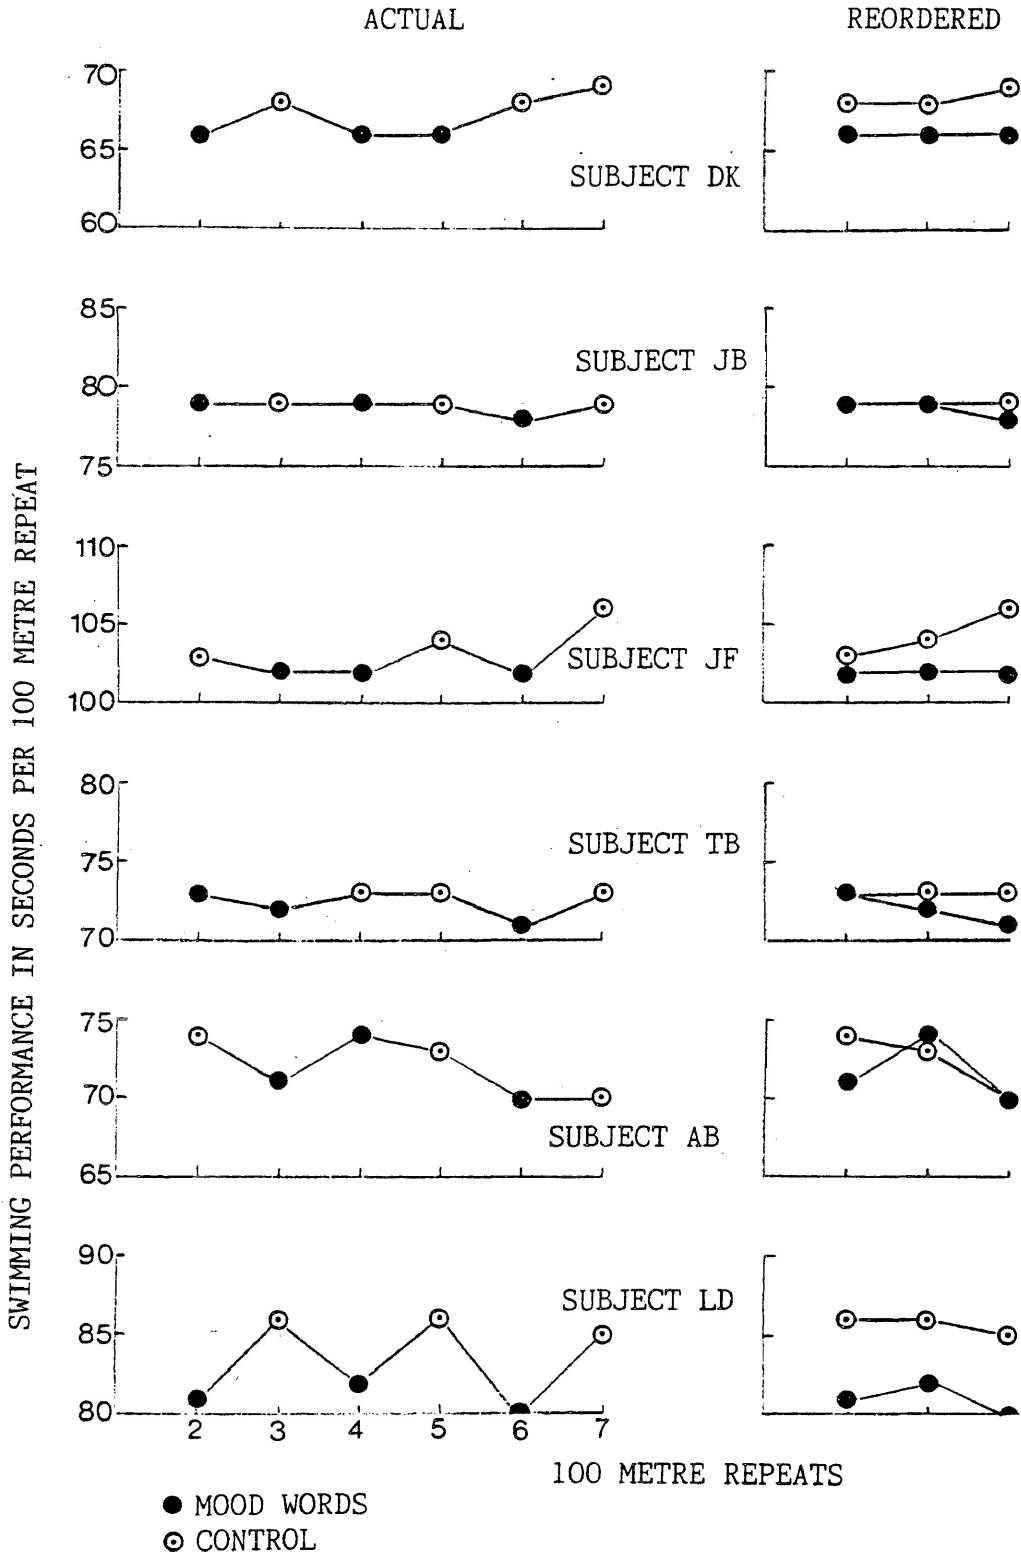 ACTUAL REORDERED
70
65
60
SUBJECT DK
85
80
75
SUBJECT JB
110
105
100
SUBJECT JF
80
75
70
SUBJECT TB
75
70
65
SUBJECT AB
90
85
80
SUBJECT LD
2 3 4 5 6 7
100 METRE REPEATS
SWIMMING PERFORMANCE IN SECONDS PER 100 METRE REPEAT
MOOD WORDS
CONTROL